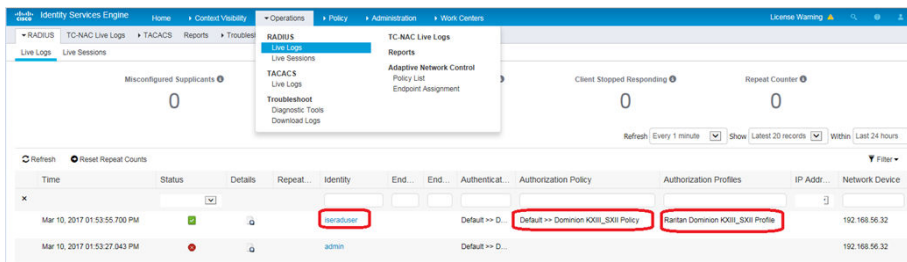 cisco Identity Services Engine Home Context Visibility Operations Policy Administration Work Centers License Warning
RADIUS TC-NAC Live Logs TACACS Reports Troubles
Live Logs Live Sessions
RADIUS
Live Logs
Live Sessions
TACACS
Live Logs
Troubleshoot
Diagnostic Tools
Download Logs
TC-NAC Live Logs
Reports
Adaptive Network Control
Policy List
Endpoint Assignment
Misconfigured Supplicants Client Stopped Responding Repeat Counter
0 0 0
Refresh Every 1 minute Show Latest 20 records Within Last 24 hours
Refresh Reset Repeat Counts Filter
Time Status Details Repeat... Identity End... End... Authenticat... Authorization Policy Authorization Profiles IP Addr... Network Device
x
Mar 10, 2017 01:53:55.700 PM iseraduser Default >> D... Default >> Dominion KXIII_SXII Policy Raritan Dominion KXIII_SXII Profile 192.168.56.32
Mar 10, 2017 01:53:27.043 PM admin Default >> D... 192.168.56.32